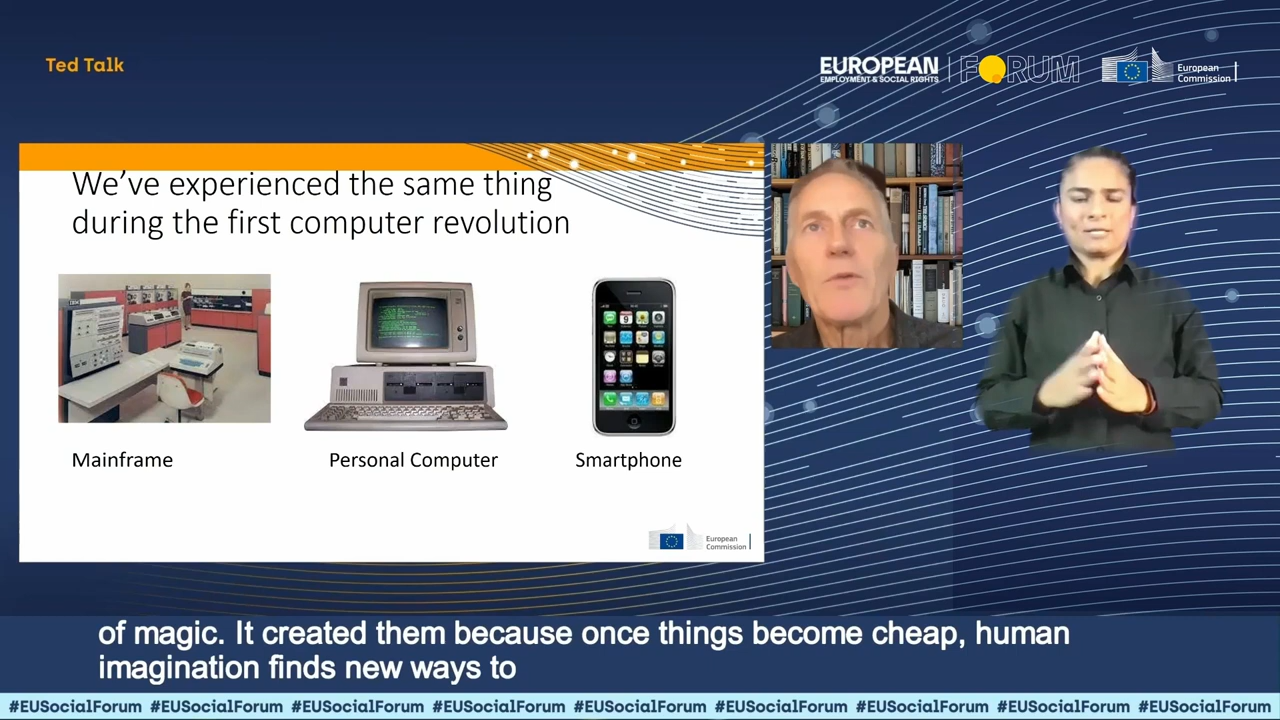 Ted Talk
EUROPEAN
EMPLOYMENT & SOCIAL RIGHTS
FORUM
European
Commission
We've experienced the same thing
during the first computer revolution
Mainframe
Personal Computer
Smartphone
European
Commission
of magic. It created them because once things become cheap, human
imagination finds new ways to
#EUSocialForum #EUSocialForum #EUSocialForum #EUSocialForum #EUSocialForum #EUSocialForum #EUSocialForum #EUSocialForum #EUSocialForum